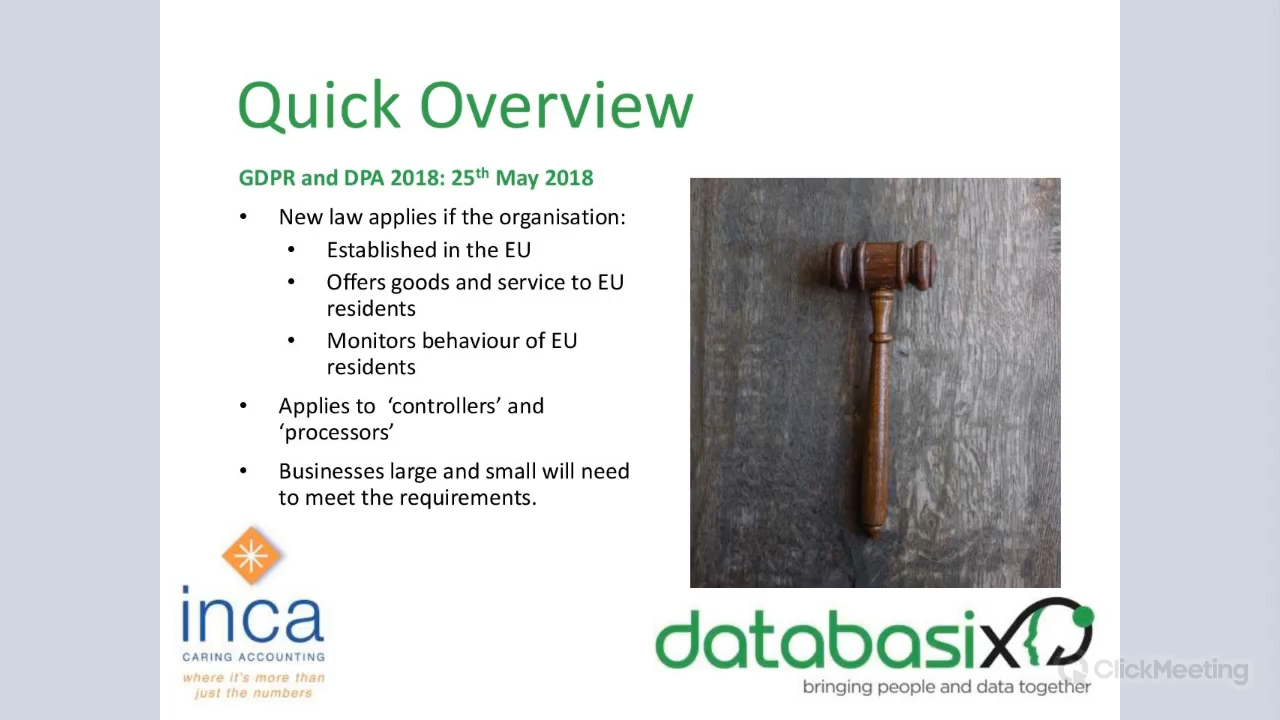 Quick Overview
GDPR and DPA 2018: 25th May 2018
• New law applies if the organisation:
• Established in the EU
• Offers goods and service to EU
residents
• Monitors behaviour of EU
residents
• Applies to ‘controllers’ and
‘processors’
• Businesses large and small will need
to meet the requirements.
inca
CARING ACCOUNTING
where it's more than
just the numbers
databasix
bringing people and data together
ClickMeeting